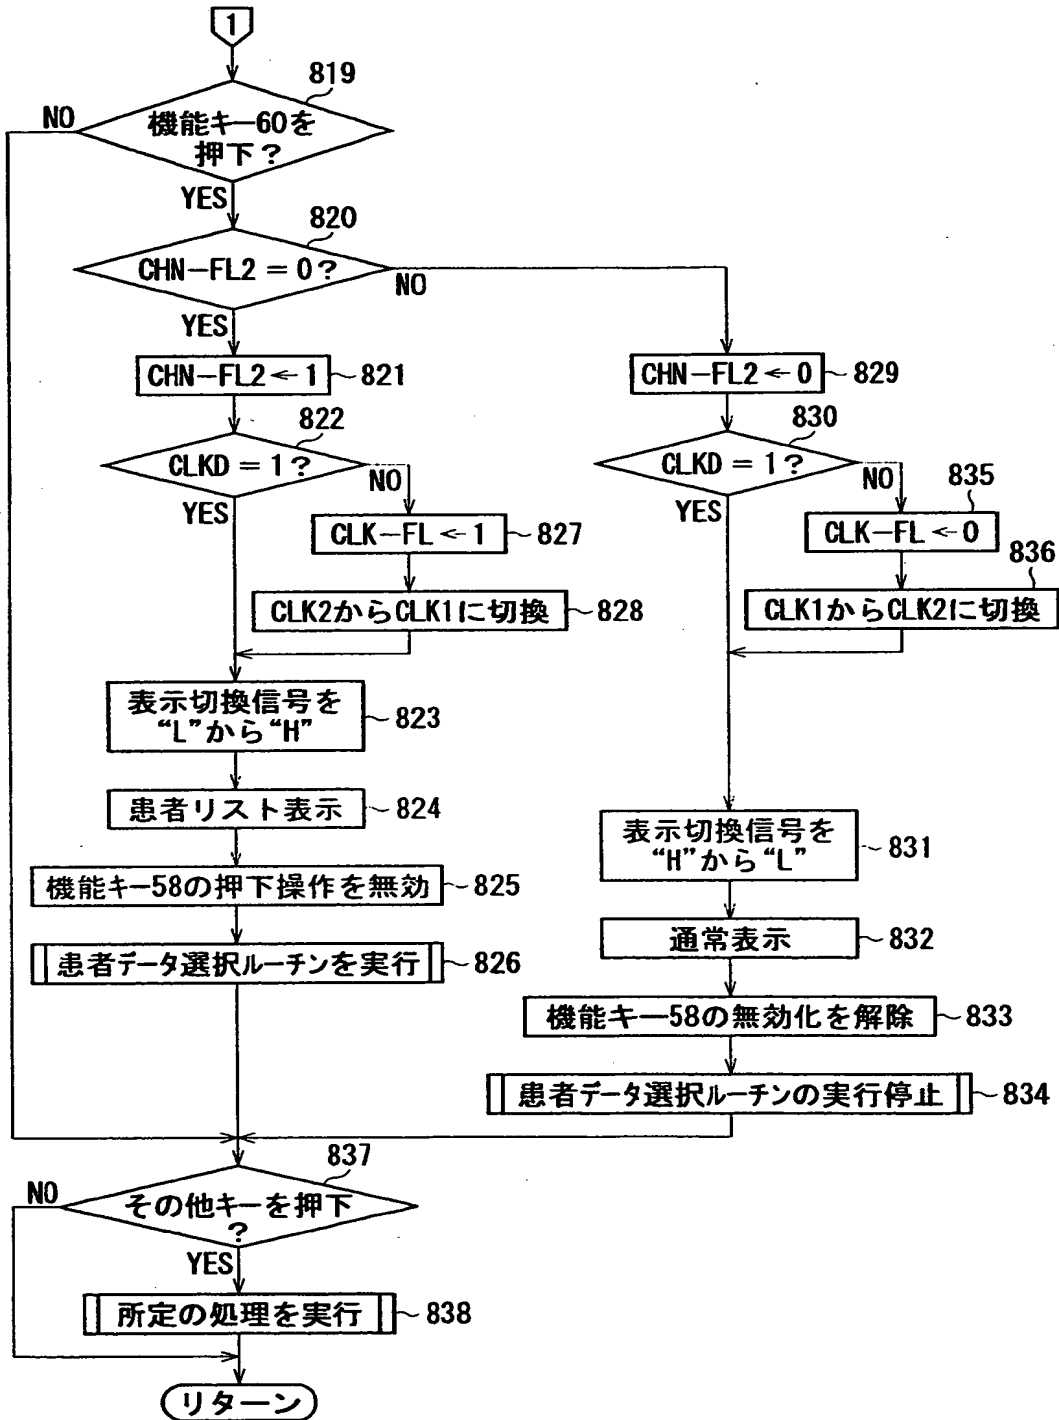 1
819
NO
機能キー60を
押下?
YES
820
CHN-FL2 = 0?
NO
YES
CHN-FL2←1
821
CHN-FL2←0
829
822
CLKD = 1?
NO
YES
830
CLKD = 1?
NO
YES
CLK-FL←1
827
835
CLK-FL←0
CLK2からCLK1に切換
828
836
CLK1からCLK2に切換
表示切換信号を
“L”から“H”
823
患者リスト表示
824
表示切換信号を
“H”から“L”
831
機能キー58の押下操作を無効
825
通常表示
832
患者データ選択ルーチンを実行
826
機能キー58の無効化を解除
833
患者データ選択ルーチンの実行停止
834
837
NO
その他キーを押下
?
YES
所定の処理を実行
838
リターン